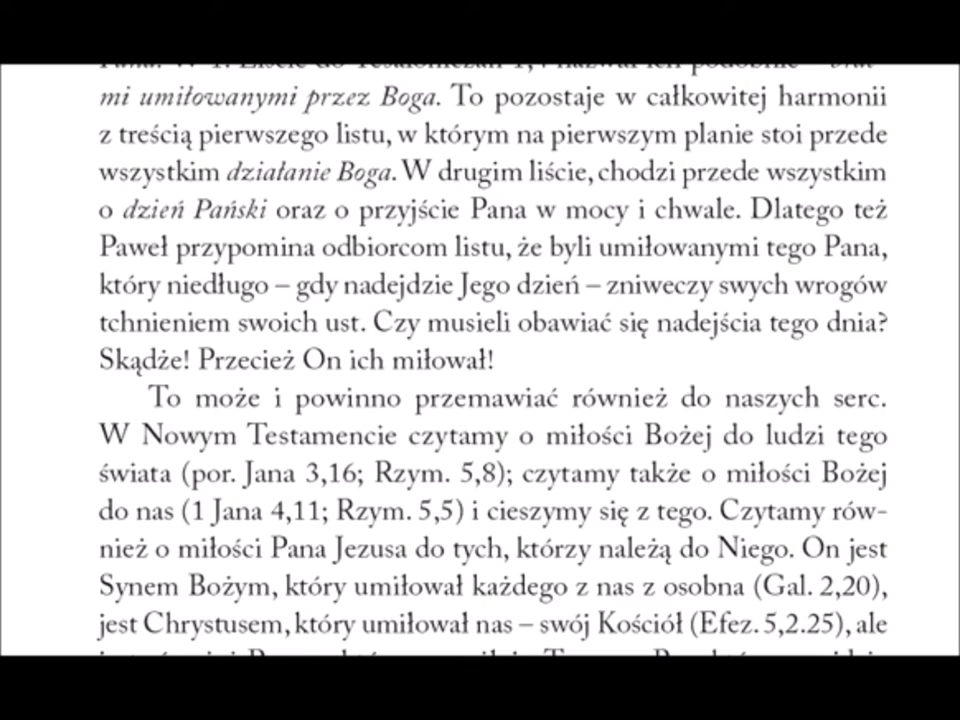 mi umiłowanymi przez Boga. To pozostaje w całkowitej harmonii
z treścią pierwszego listu, w którym na pierwszym planie stoi przede
wszystkim działanie Boga. W drugim liście, chodzi przede wszystkim
o dzień Pański oraz o przyjście Pana w mocy i chwale. Dlatego też
Paweł przypomina odbiorcom listu, że byli umiłowanymi tego Pana,
który niedługo – gdy nadejdzie Jego dzień – zniweczy swych wrogów
tchnieniem swoich ust. Czy musieli obawiać się nadejścia tego dnia?
Skądże! Przecież On ich miłował!
To może i powinno przemawiać również do naszych serc.
W Nowym Testamencie czytamy o miłości Bożej do ludzi tego
świata (por. Jana 3,16; Rzym. 5,8); czytamy także o miłości Bożej
do nas (1 Jana 4,11; Rzym. 5,5) i cieszymy się z tego. Czytamy rów-
nież o miłości Pana Jezusa do tych, którzy należą do Niego. On jest
Synem Bożym, który umiłował każdego z nas z osobna (Gal. 2,20),
jest Chrystusem, który umiłował nas – swój Kościół (Efez. 5,2.25), ale